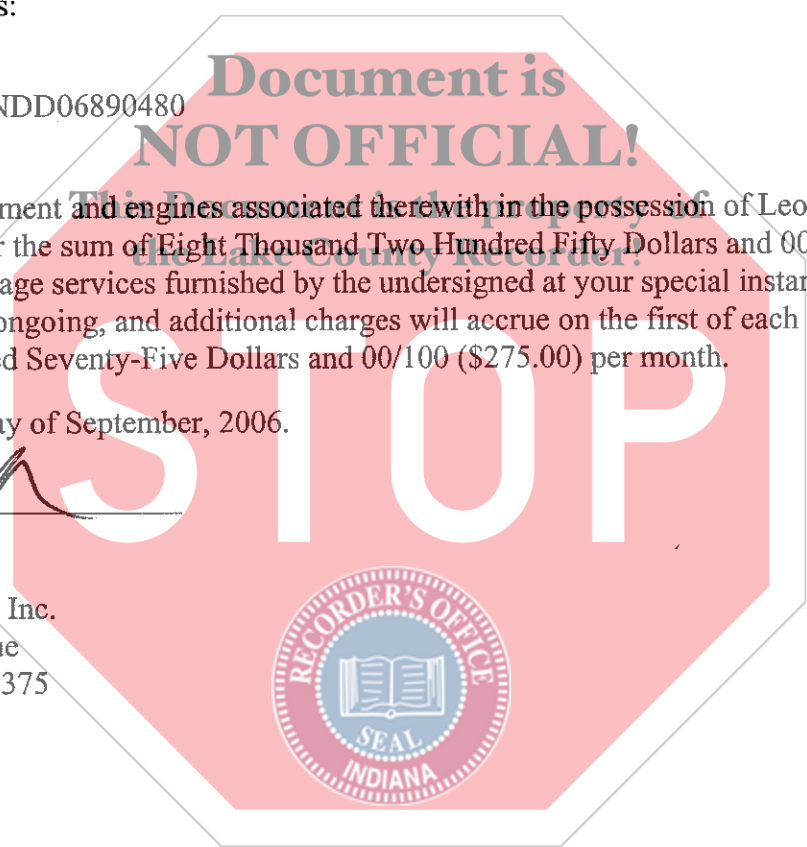 s:
Document is
NDD06890480
NOT OFFICIAL!
ment and engines associated therewith in the possession of Leo
This Document is the property of
r the sum of Eight Thousand Two Hundred Fifty Dollars and 00
the Lake County Recorder!
age services furnished by the undersigned at your special instan
ongoing, and additional charges will accrue on the first of each
d Seventy-Five Dollars and 00/100 ($275.00) per month.
ay of September, 2006.
STOP
Inc.
ue
375
RECORDER'S OFFICE
SEAL
INDIANA